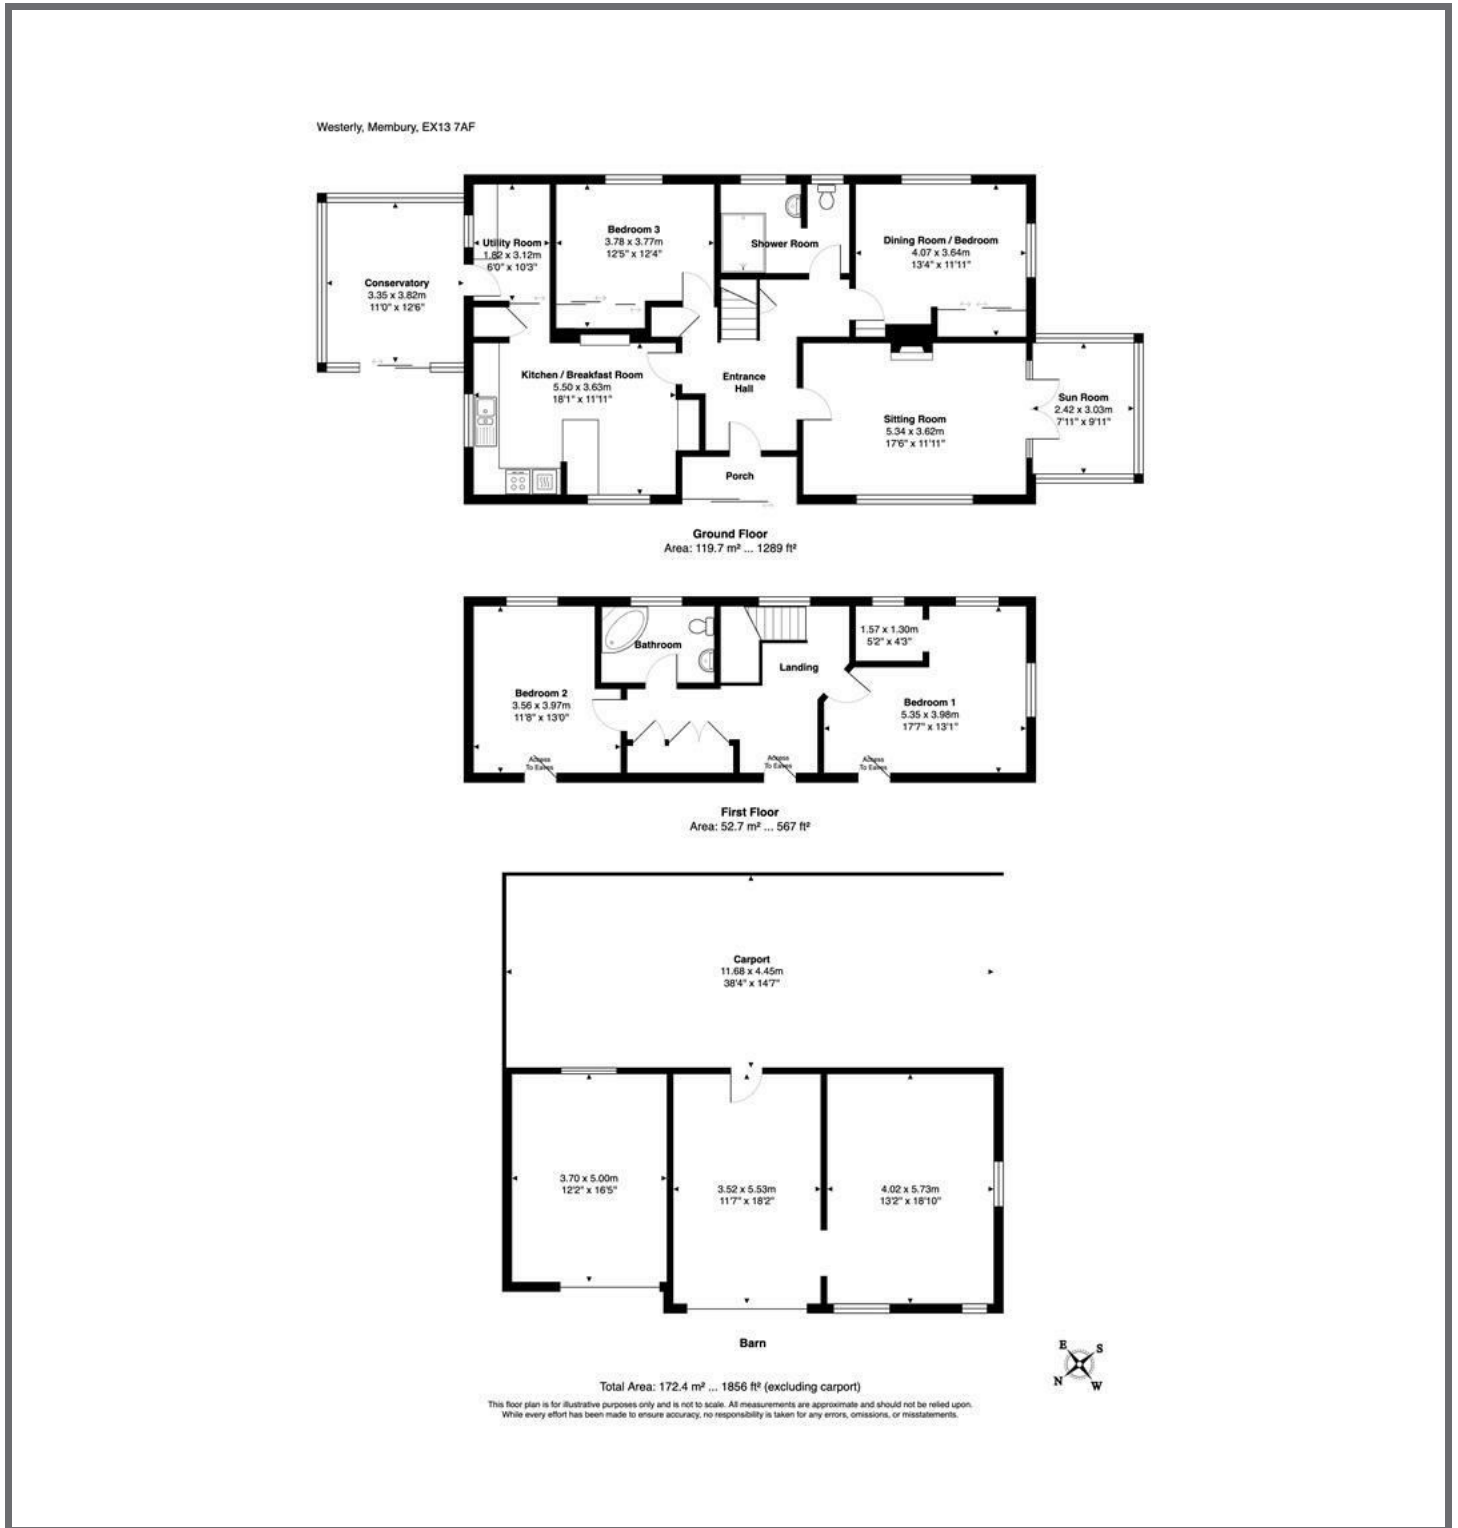 Westerly, Membury, EX13 7AF
Conservatory
3.35 x 3.82m
11'0" x 12'6"
Utility Room
1.82 x 3.12m
6'0" x 10'3"
Bedroom 3
3.78 x 3.77m
12'5" x 12'4"
Shower Room
Dining Room / Bedroom
4.07 x 3.64m
13'4" x 11'11"
Kitchen / Breakfast Room
5.50 x 3.63m
18'1" x 11'11"
Entrance
Hall
Sitting Room
5.34 x 3.62m
17'6" x 11'11"
Sun Room
2.42 x 3.03m
7'11" x 9'11"
Porch
Ground Floor
Area: 119.7 m² ... 1289 ft²
Bedroom 2
3.56 x 3.97m
11'8" x 13'0"
Bathroom
Landing
1.57 x 1.30m
5'2" x 4'3"
Bedroom 1
5.35 x 3.98m
17'7" x 13'1"
Access
To Eaves
Access
To Eaves
Access
To Eaves
First Floor
Area: 52.7 m² ... 567 ft²
Carport
11.68 x 4.45m
38'4" x 14'7"
3.70 x 5.00m
12'2" x 16'5"
3.52 x 5.53m
11'7" x 18'2"
4.02 x 5.73m
13'2" x 18'10"
Barn
E
S
N
W
Total Area: 172.4 m² ... 1856 ft² (excluding carport)
This floor plan is for illustrative purposes only and is not to scale. All measurements are approximate and should not be relied upon.
While every effort has been made to ensure accuracy, no responsibility is taken for any errors, omissions, or misstatements.